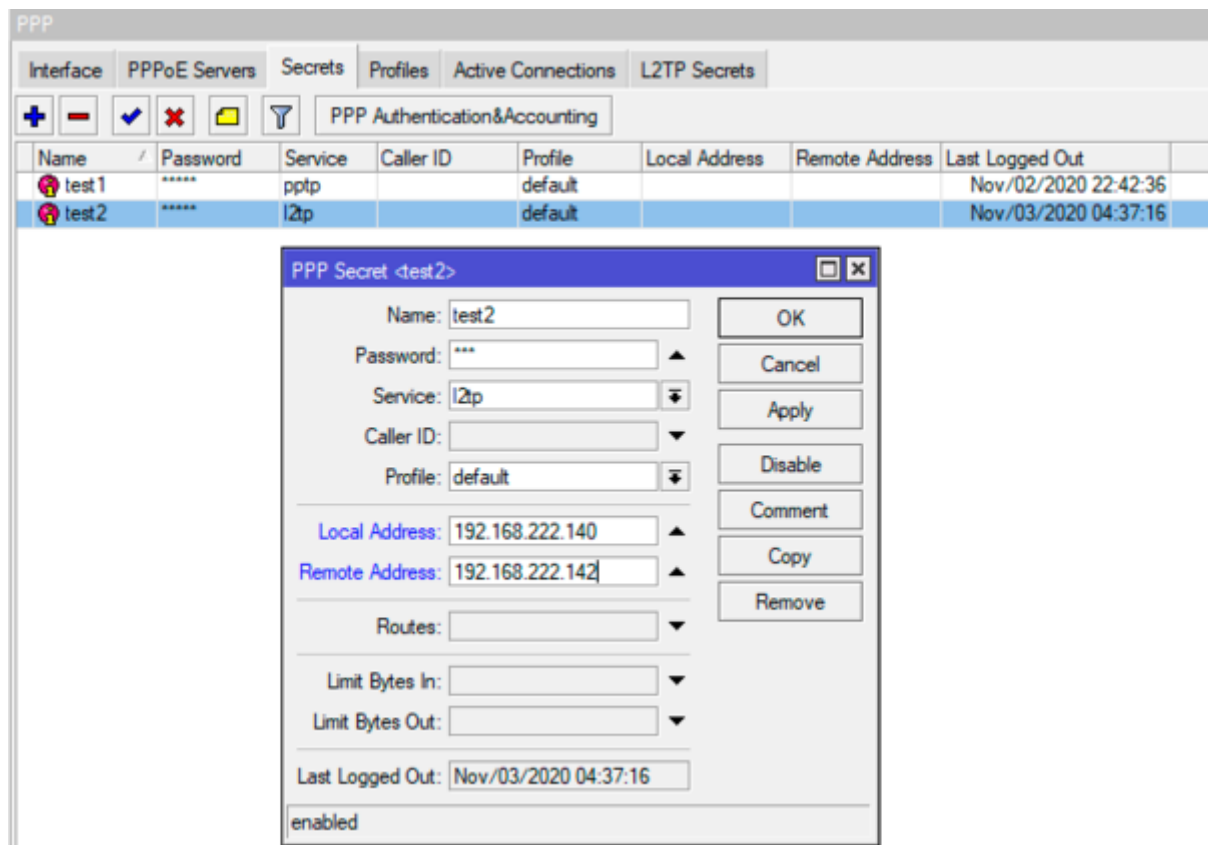 PPP
Interface PPPoE Servers Secrets Profiles Active Connections L2TP Secrets
PPP Authentication&Accounting
Name / Password Service Caller ID Profile Local Address Remote Address Last Logged Out
test1 ***** pptp default Nov/02/2020 22:42:36
test2 ***** l2tp default Nov/03/2020 04:37:16
PPP Secret <test2>
Name: test2 OK
Password: *** Cancel
Service: l2tp Apply
Caller ID:
Profile: default Disable
Comment
Local Address: 192.168.222.140
Copy
Remote Address: 192.168.222.142
Remove
Routes:
Limit Bytes In:
Limit Bytes Out:
Last Logged Out: Nov/03/2020 04:37:16
enabled